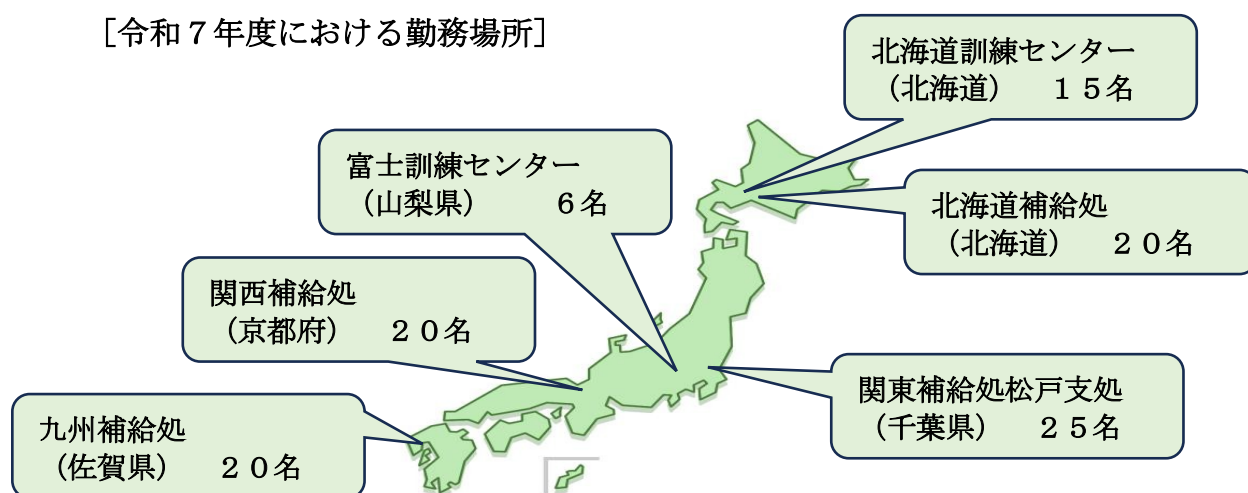 ［令和７年度における勤務場所］
北海道訓練センター
（北海道）　１５名
富士訓練センター
（山梨県）　　６名
北海道補給処
（北海道）　２０名
関西補給処
（京都府）　２０名
関東補給処松戸支処
（千葉県）　２５名
九州補給処
（佐賀県）　２０名